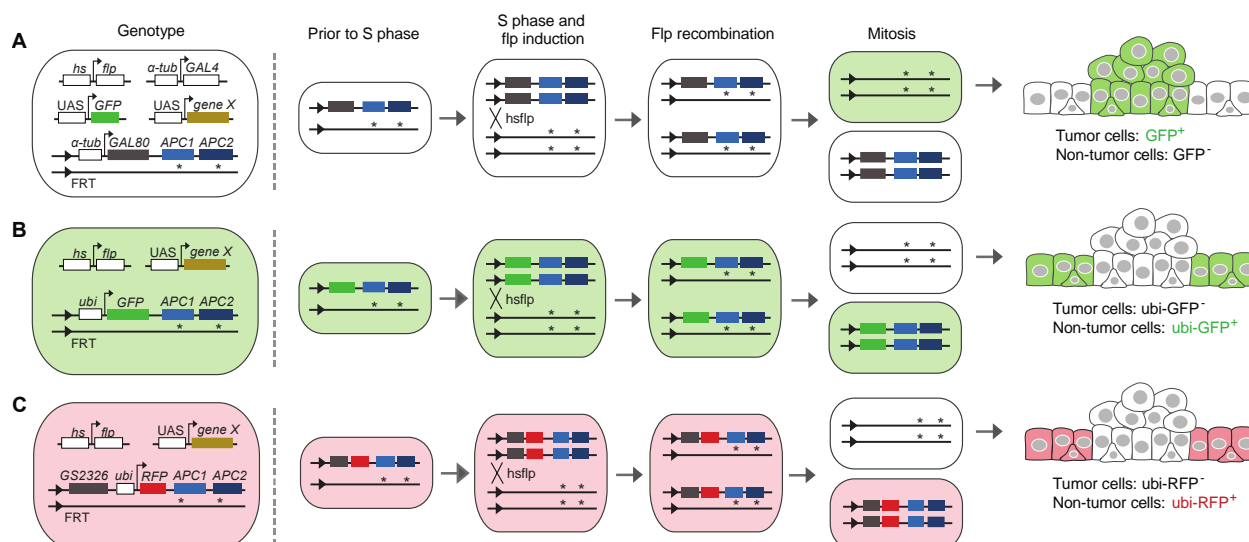 Genotype
Prior to S phase
S phase and
flp induction
Flp recombination
Mitosis
A
hs flp α-tub GAL4
UAS GFP UAS gene X
α-tub GAL80 APC1 APC2
* *
FRT
* *
hsflp
* *
* *
* *
* *
* *
* *
Tumor cells: GFP+
Non-tumor cells: GFP-
B
hs flp UAS gene X
ubi GFP APC1 APC2
* *
FRT
* *
hsflp
* *
* *
* *
* *
* *
* *
Tumor cells: ubi-GFP-
Non-tumor cells: ubi-GFP+
C
hs flp UAS gene X
GS2326 ubi RFP APC1 APC2
* *
FRT
* *
hsflp
* *
* *
* *
* *
* *
* *
Tumor cells: ubi-RFP-
Non-tumor cells: ubi-RFP+